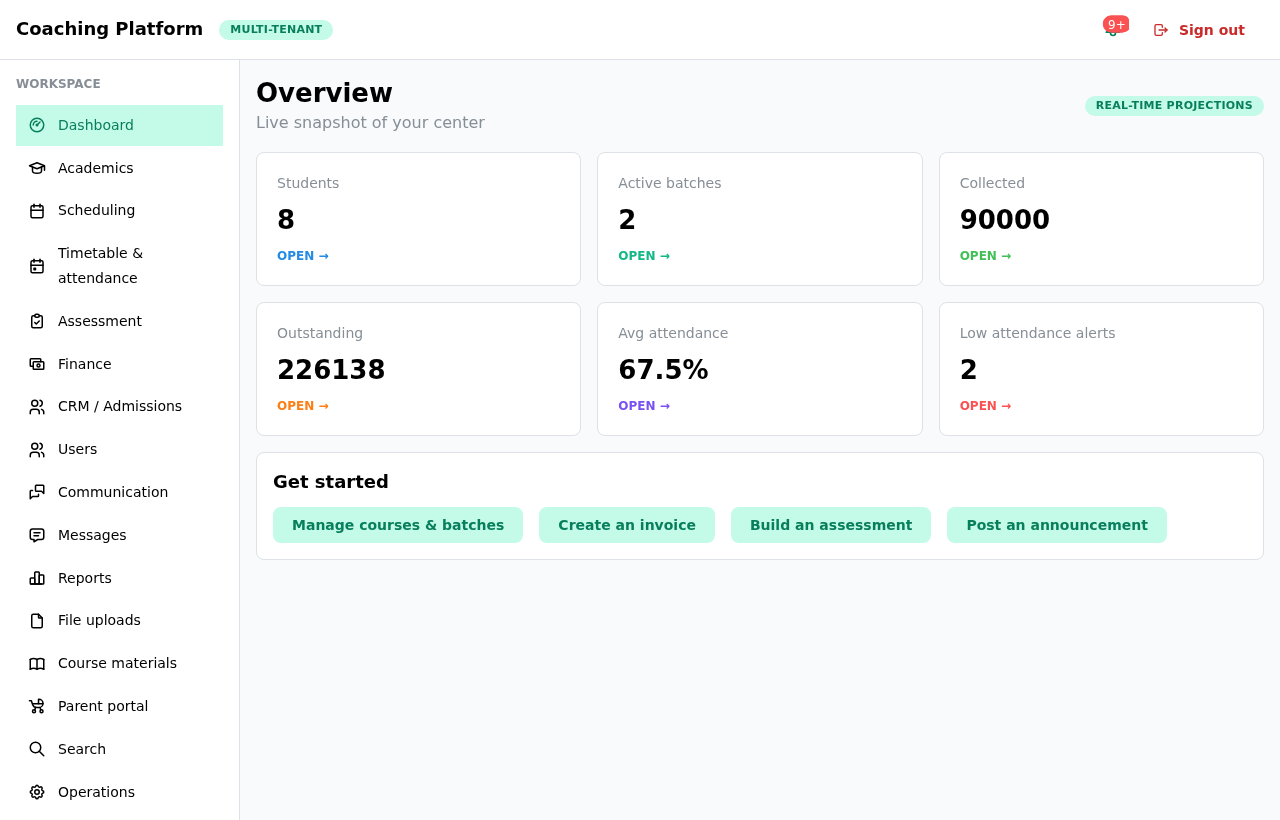 Coaching Platform
MULTI-TENANT
9+
Sign out
WORKSPACE
Dashboard
Academics
Scheduling
Timetable &
attendance
Assessment
Finance
CRM / Admissions
Users
Communication
Messages
Reports
File uploads
Course materials
Parent portal
Search
Operations
Overview
Live snapshot of your center
REAL-TIME PROJECTIONS
Students
8
OPEN →
Active batches
2
OPEN →
Collected
90000
OPEN →
Outstanding
226138
OPEN →
Avg attendance
67.5%
OPEN →
Low attendance alerts
2
OPEN →
Get started
Manage courses & batches
Create an invoice
Build an assessment
Post an announcement